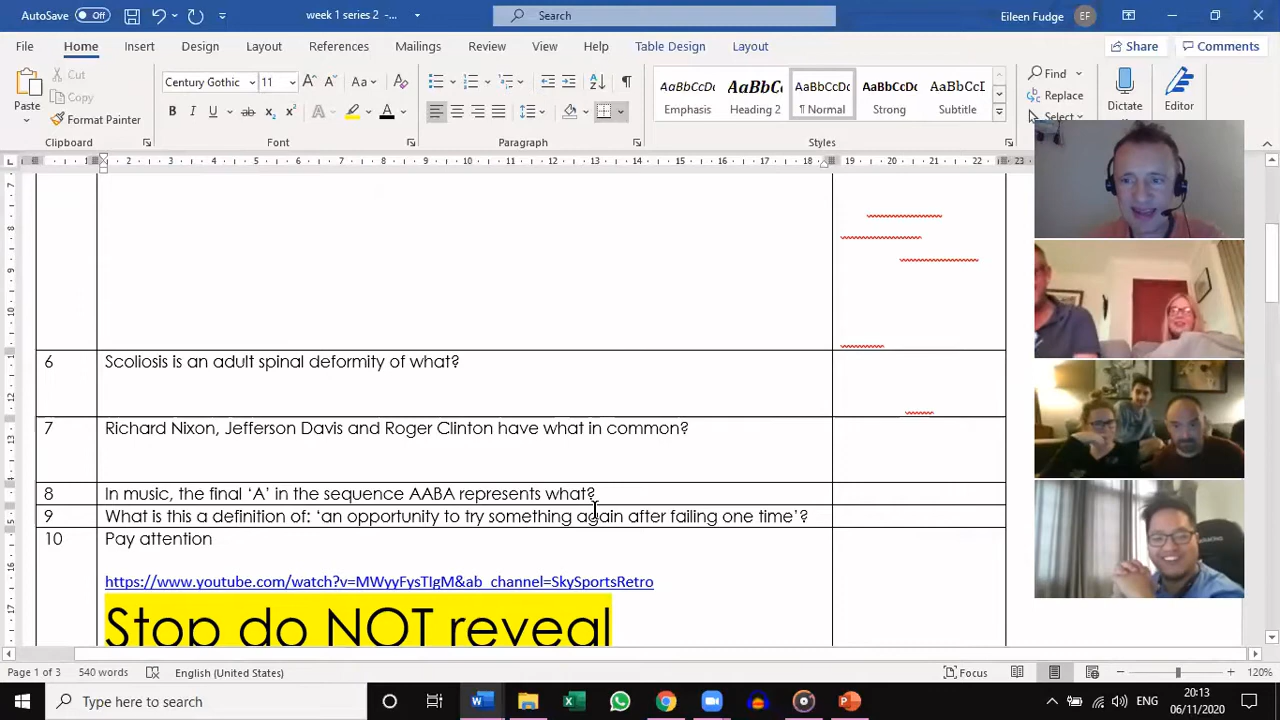 AutoSave Off week 1 series 2 - ... Search Eileen Fudge EF
File Home Insert Design Layout References Mailings Review View Help Table Design Layout Share Comments
Paste Cut Copy Format Painter
Century Gothic 11
Emphasis Heading 2 ¶ Normal Strong Subtitle
Find Replace Select Dictate Editor
Clipboard Font Paragraph Styles
6 Scoliosis is an adult spinal deformity of what?
7 Richard Nixon, Jefferson Davis and Roger Clinton have what in common?
8 In music, the final ‘A’ in the sequence AABA represents what?
9 What is this a definition of: ‘an opportunity to try something again after failing one time’?
10 Pay attention
https://www.youtube.com/watch?v=MWyyFysTIgM&ab_channel=SkySportsRetro
Stop do NOT reveal
Page 1 of 3 540 words English (United States) Focus 120%
Type here to search ENG 20:13
06/11/2020